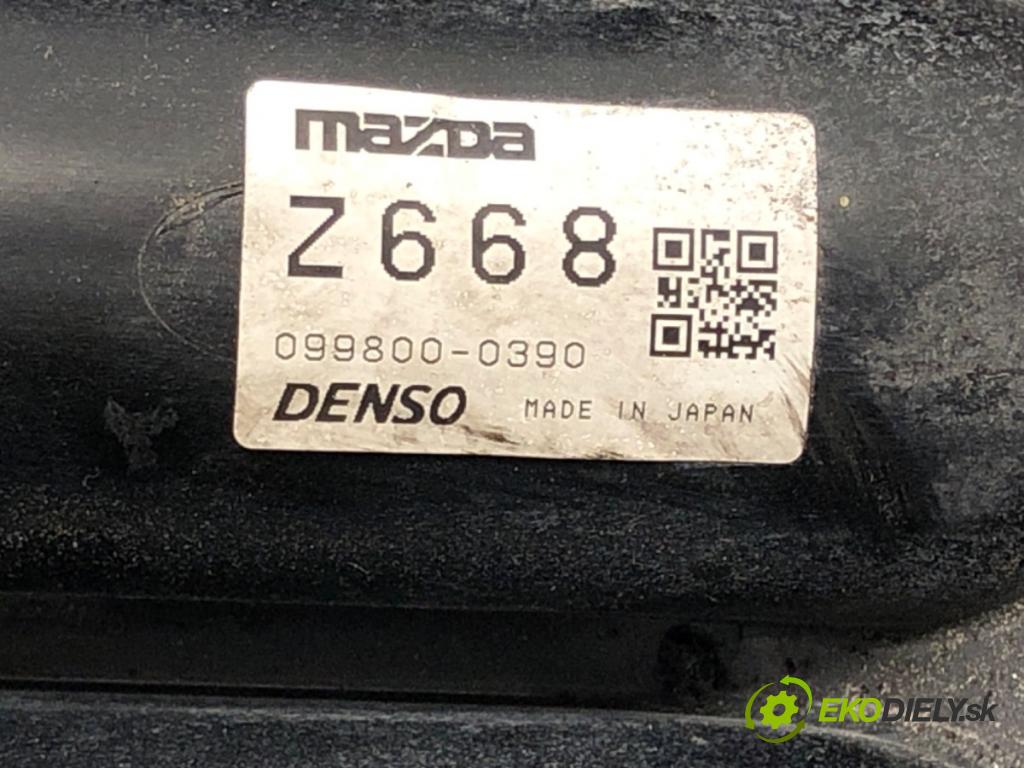 mazDa
Z668
099800-0390
DENSO MADE IN JAPAN
EKODIELY.sk